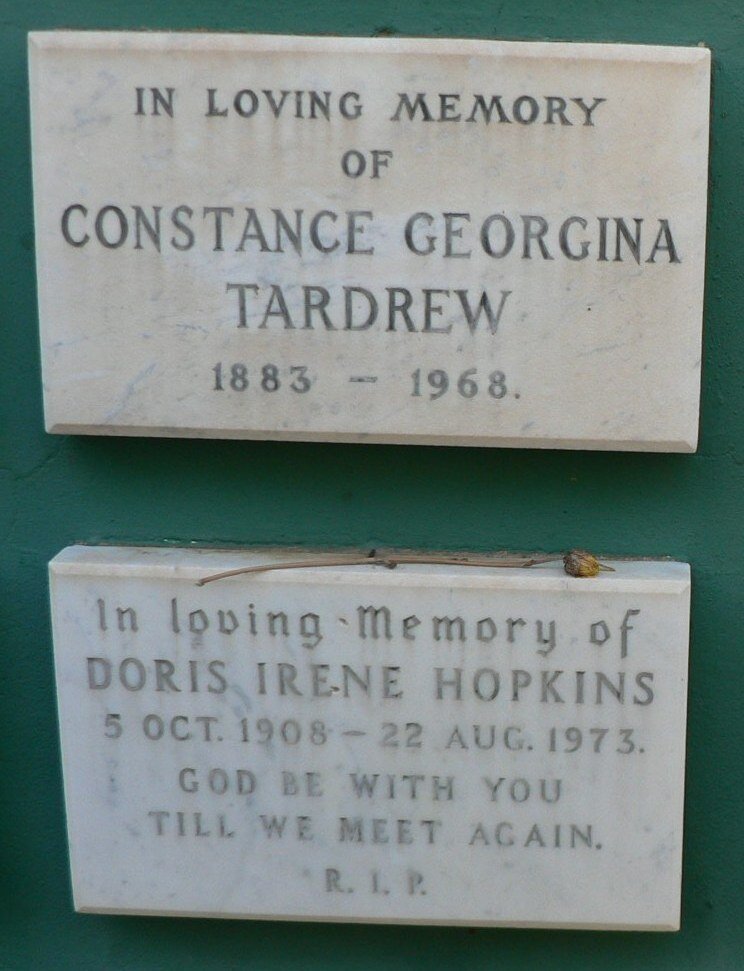 IN LOVING MEMORY
OF
CONSTANCE GEORGINA
TARDREW
1883 – 1968.
In loving Memory of
DORIS IRENE HOPKINS
5 OCT. 1908 – 22 AUG. 1973.
GOD BE WITH YOU
TILL WE MEET AGAIN.
R. I. P.